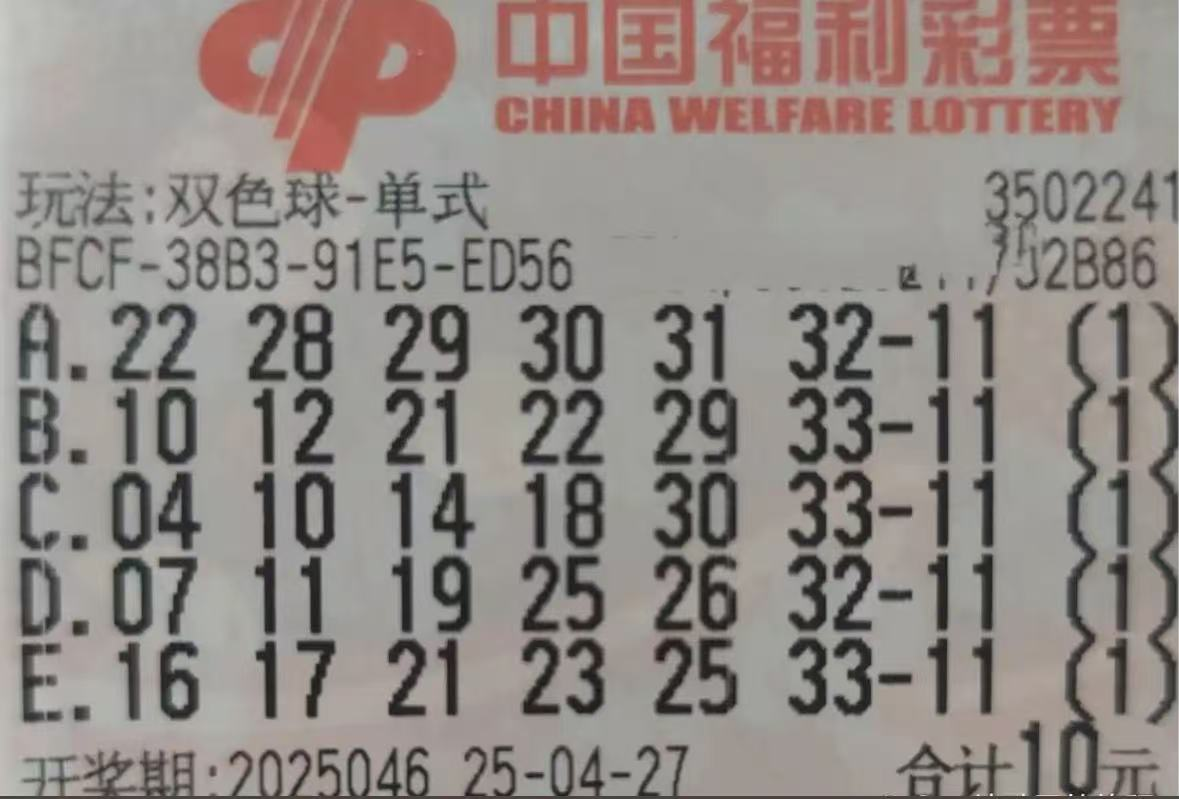 中国福利彩票
CHINA WELFARE LOTTERY
玩法:双色球-单式 3502241
BFCF-38B3-91E5-ED56 2B86
A.22 28 29 30 31 32-11 (1)
B.10 12 21 22 29 33-11 (1)
C.04 10 14 18 30 33-11 (1)
D.07 11 19 25 26 32-11 (1)
E.16 17 21 23 25 33-11 (1)
开奖期:2025046 25-04-27 合计10元